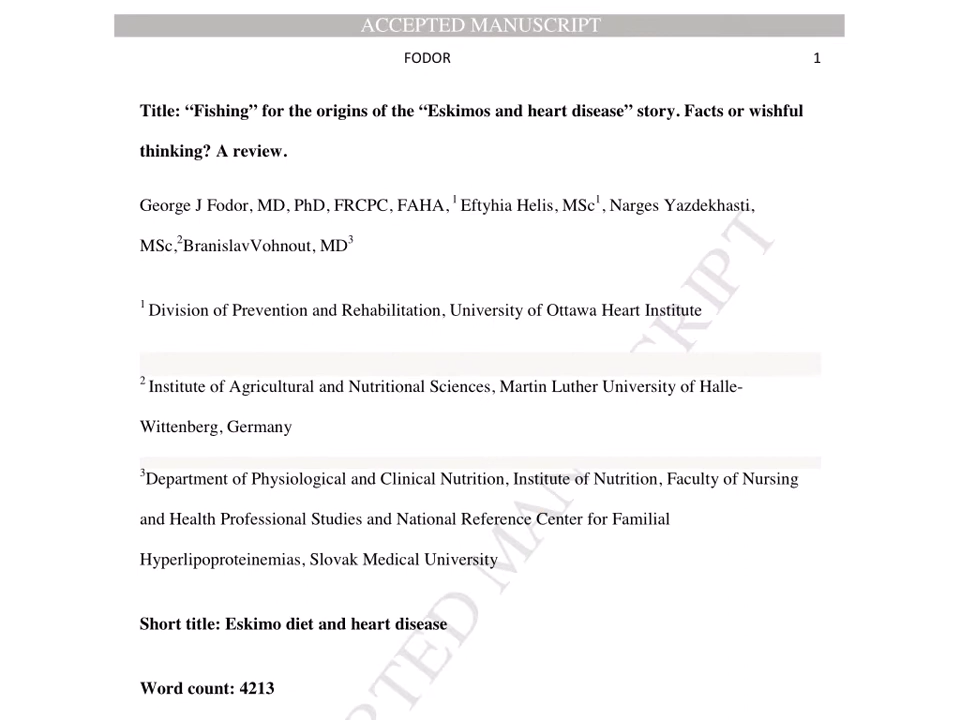 ACCEPTED MANUSCRIPT
FODOR 1
Title: “Fishing” for the origins of the “Eskimos and heart disease” story. Facts or wishful
thinking? A review.
George J Fodor, MD, PhD, FRCPC, FAHA, 1 Eftyhia Helis, MSc1, Narges Yazdekhasti,
MSc,2BranislavVohnout, MD3
1 Division of Prevention and Rehabilitation, University of Ottawa Heart Institute
2 Institute of Agricultural and Nutritional Sciences, Martin Luther University of Halle-
Wittenberg, Germany
3Department of Physiological and Clinical Nutrition, Institute of Nutrition, Faculty of Nursing
and Health Professional Studies and National Reference Center for Familial
Hyperlipoproteinemias, Slovak Medical University
Short title: Eskimo diet and heart disease
Word count: 4213